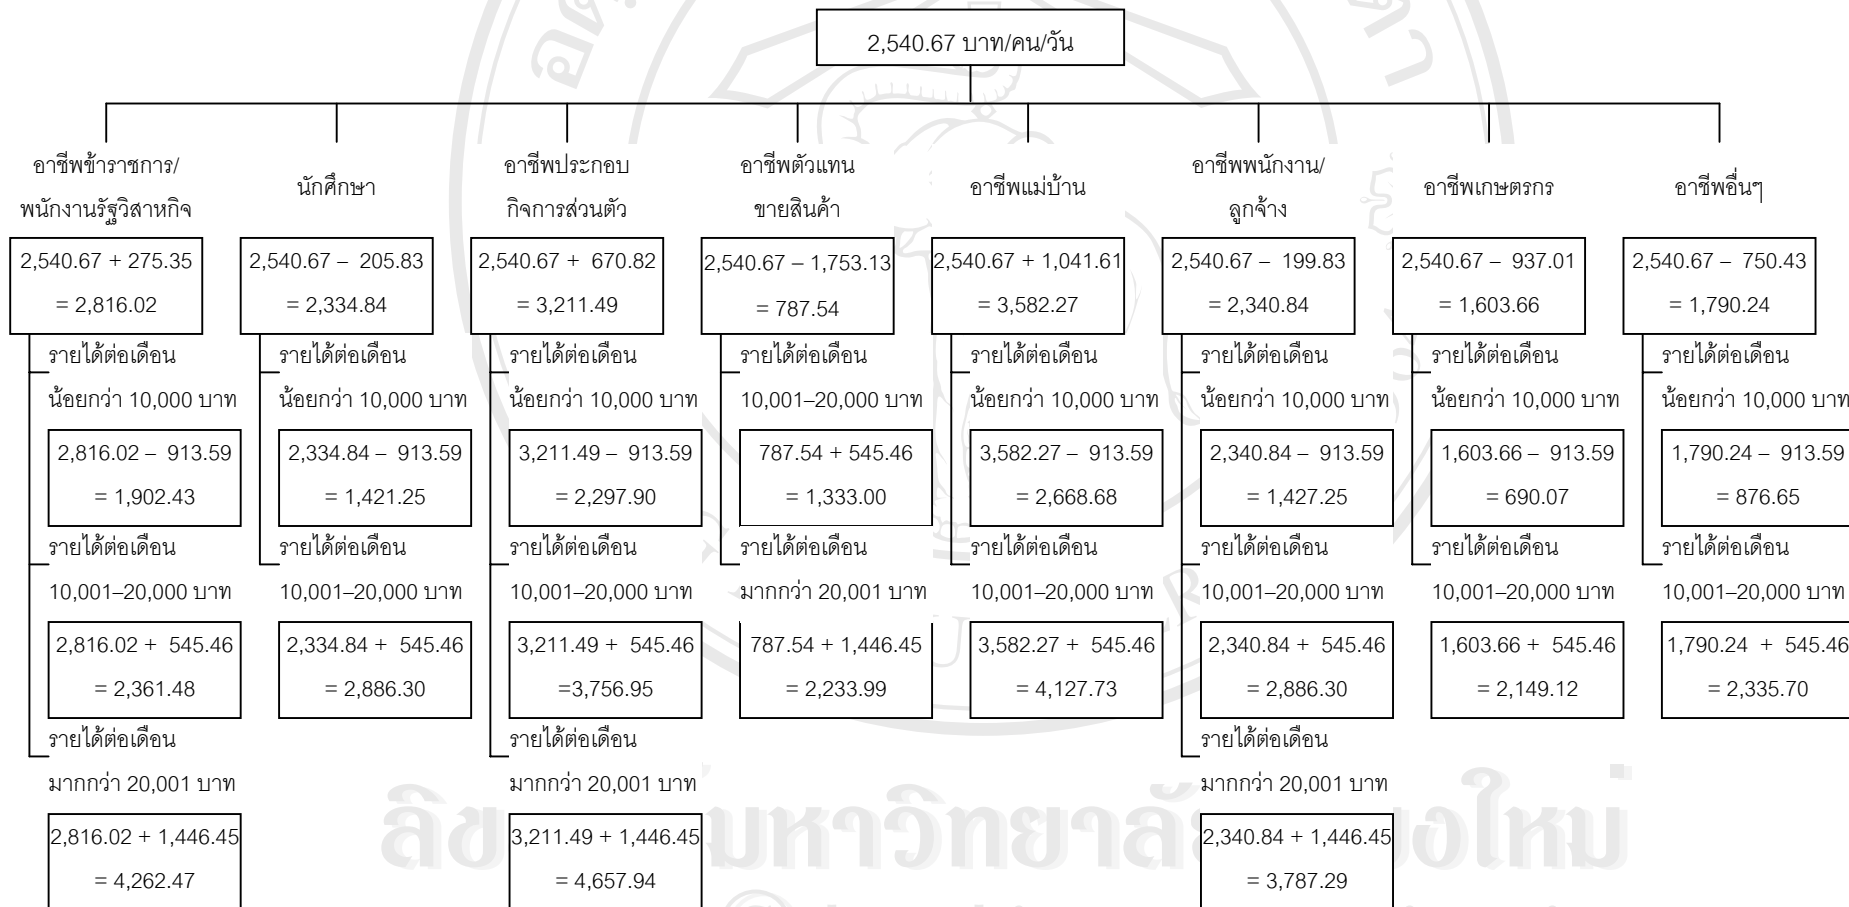 2,540.67 บาท/คน/วัน
อาชีพข้าราชการ/
พนักงานรัฐวิสาหกิจ
2,540.67 + 275.35
= 2,816.02
รายได้ต่อเดือน
น้อยกว่า 10,000 บาท
2,816.02 – 913.59
= 1,902.43
รายได้ต่อเดือน
10,001–20,000 บาท
2,816.02 + 545.46
= 2,361.48
รายได้ต่อเดือน
มากกว่า 20,001 บาท
2,816.02 + 1,446.45
= 4,262.47
นักศึกษา
2,540.67 – 205.83
= 2,334.84
รายได้ต่อเดือน
น้อยกว่า 10,000 บาท
2,334.84 – 913.59
= 1,421.25
รายได้ต่อเดือน
10,001–20,000 บาท
2,334.84 + 545.46
= 2,886.30
อาชีพประกอบ
กิจการส่วนตัว
2,540.67 + 670.82
= 3,211.49
รายได้ต่อเดือน
น้อยกว่า 10,000 บาท
3,211.49 – 913.59
= 2,297.90
รายได้ต่อเดือน
10,001–20,000 บาท
3,211.49 + 545.46
=3,756.95
รายได้ต่อเดือน
มากกว่า 20,001 บาท
3,211.49 + 1,446.45
= 4,657.94
อาชีพตัวแทน
ขายสินค้า
2,540.67 – 1,753.13
= 787.54
รายได้ต่อเดือน
10,001–20,000 บาท
787.54 + 545.46
= 1,333.00
รายได้ต่อเดือน
มากกว่า 20,001 บาท
787.54 + 1,446.45
= 2,233.99
อาชีพแม่บ้าน
2,540.67 + 1,041.61
= 3,582.27
รายได้ต่อเดือน
น้อยกว่า 10,000 บาท
3,582.27 – 913.59
= 2,668.68
รายได้ต่อเดือน
10,001–20,000 บาท
3,582.27 + 545.46
= 4,127.73
อาชีพพนักงาน/
ลูกจ้าง
2,540.67 – 199.83
= 2,340.84
รายได้ต่อเดือน
น้อยกว่า 10,000 บาท
2,340.84 – 913.59
= 1,427.25
รายได้ต่อเดือน
10,001–20,000 บาท
2,340.84 + 545.46
= 2,886.30
รายได้ต่อเดือน
มากกว่า 20,001 บาท
2,340.84 + 1,446.45
= 3,787.29
อาชีพเกษตรกร
2,540.67 – 937.01
= 1,603.66
รายได้ต่อเดือน
น้อยกว่า 10,000 บาท
1,603.66 – 913.59
= 690.07
รายได้ต่อเดือน
10,001–20,000 บาท
1,603.66 + 545.46
= 2,149.12
อาชีพอื่นๆ
2,540.67 – 750.43
= 1,790.24
รายได้ต่อเดือน
น้อยกว่า 10,000 บาท
1,790.24 – 913.59
= 876.65
รายได้ต่อเดือน
10,001–20,000 บาท
1,790.24 + 545.46
= 2,335.70